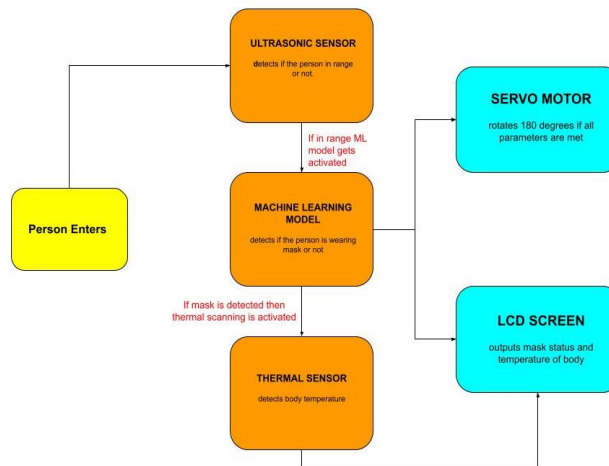 ULTRASONIC SENSOR
detects if the person in range
or not.
If in range ML
model gets
activated
SERVO MOTOR
rotates 180 degrees if all
parameters are met
Person Enters
MACHINE LEARNING
MODEL
detects if the person is wearing
mask or not
If mask is detected then
thermal scanning is activated
LCD SCREEN
outputs mask status and
temperature of body
THERMAL SENSOR
detects body temperature